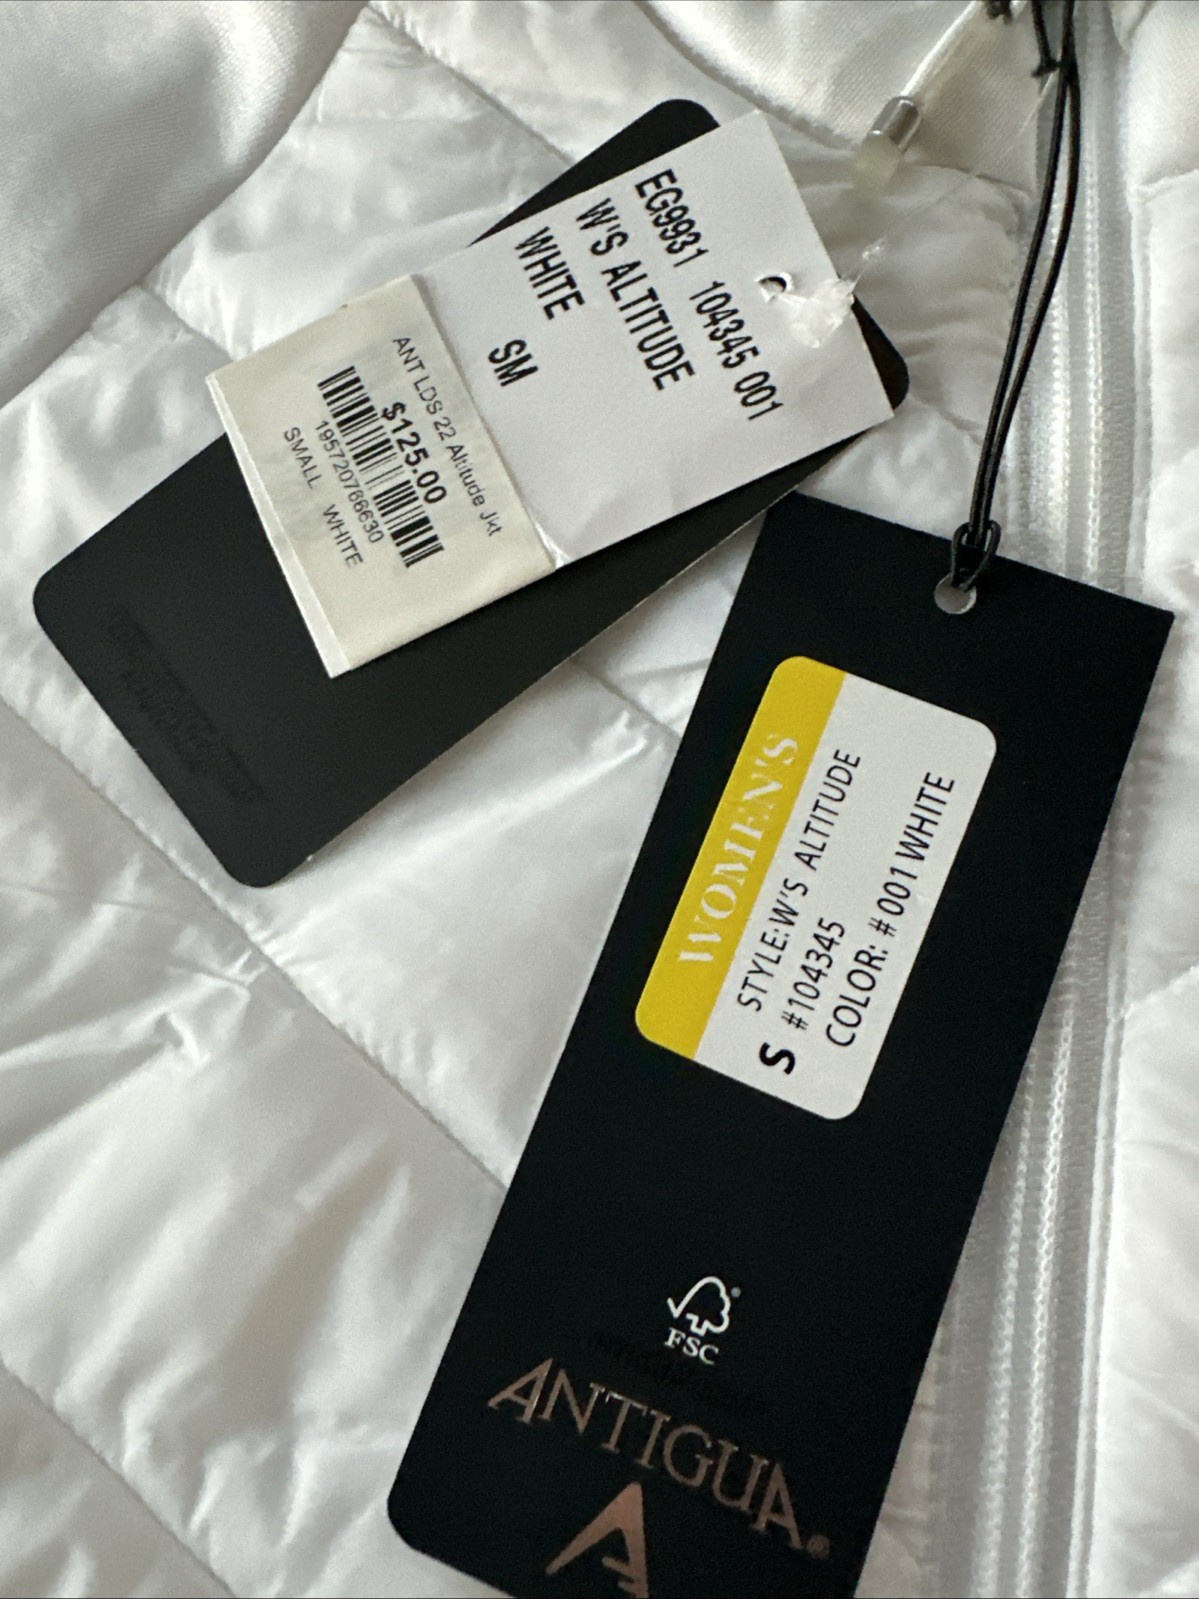 EG9931 104345 001
W'S ALTITUDE
WHITE SM
ANT LDS 22 Altitude Jkt
$125.00
195720766630
SMALL WHITE
WOMEN'S
STYLE:W'S ALTITUDE
S #104345
COLOR: #001 WHITE
FSC
ANTIGUA®